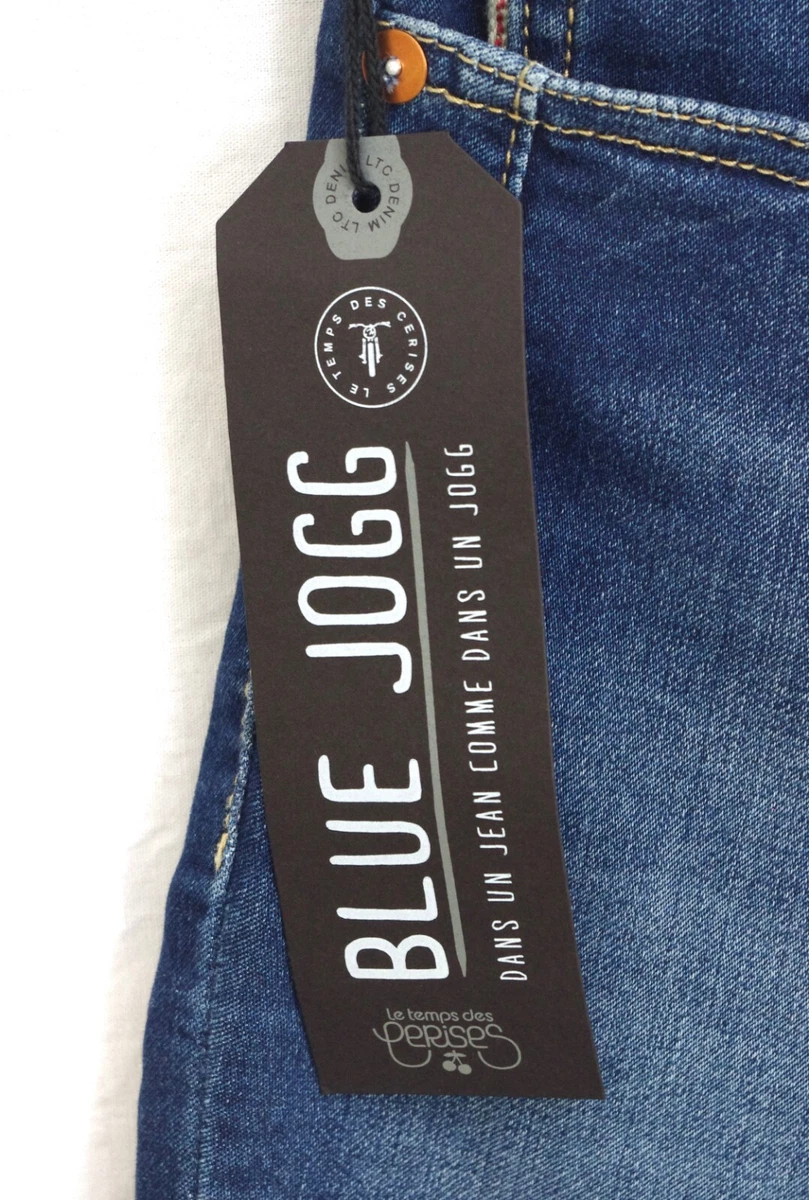 LTC DENIM LTC DENIM
LE TEMPS DES CERISES
BLUE JOGG
DANS UN JEAN COMME DANS UN JOGG
Le temps des
cerises